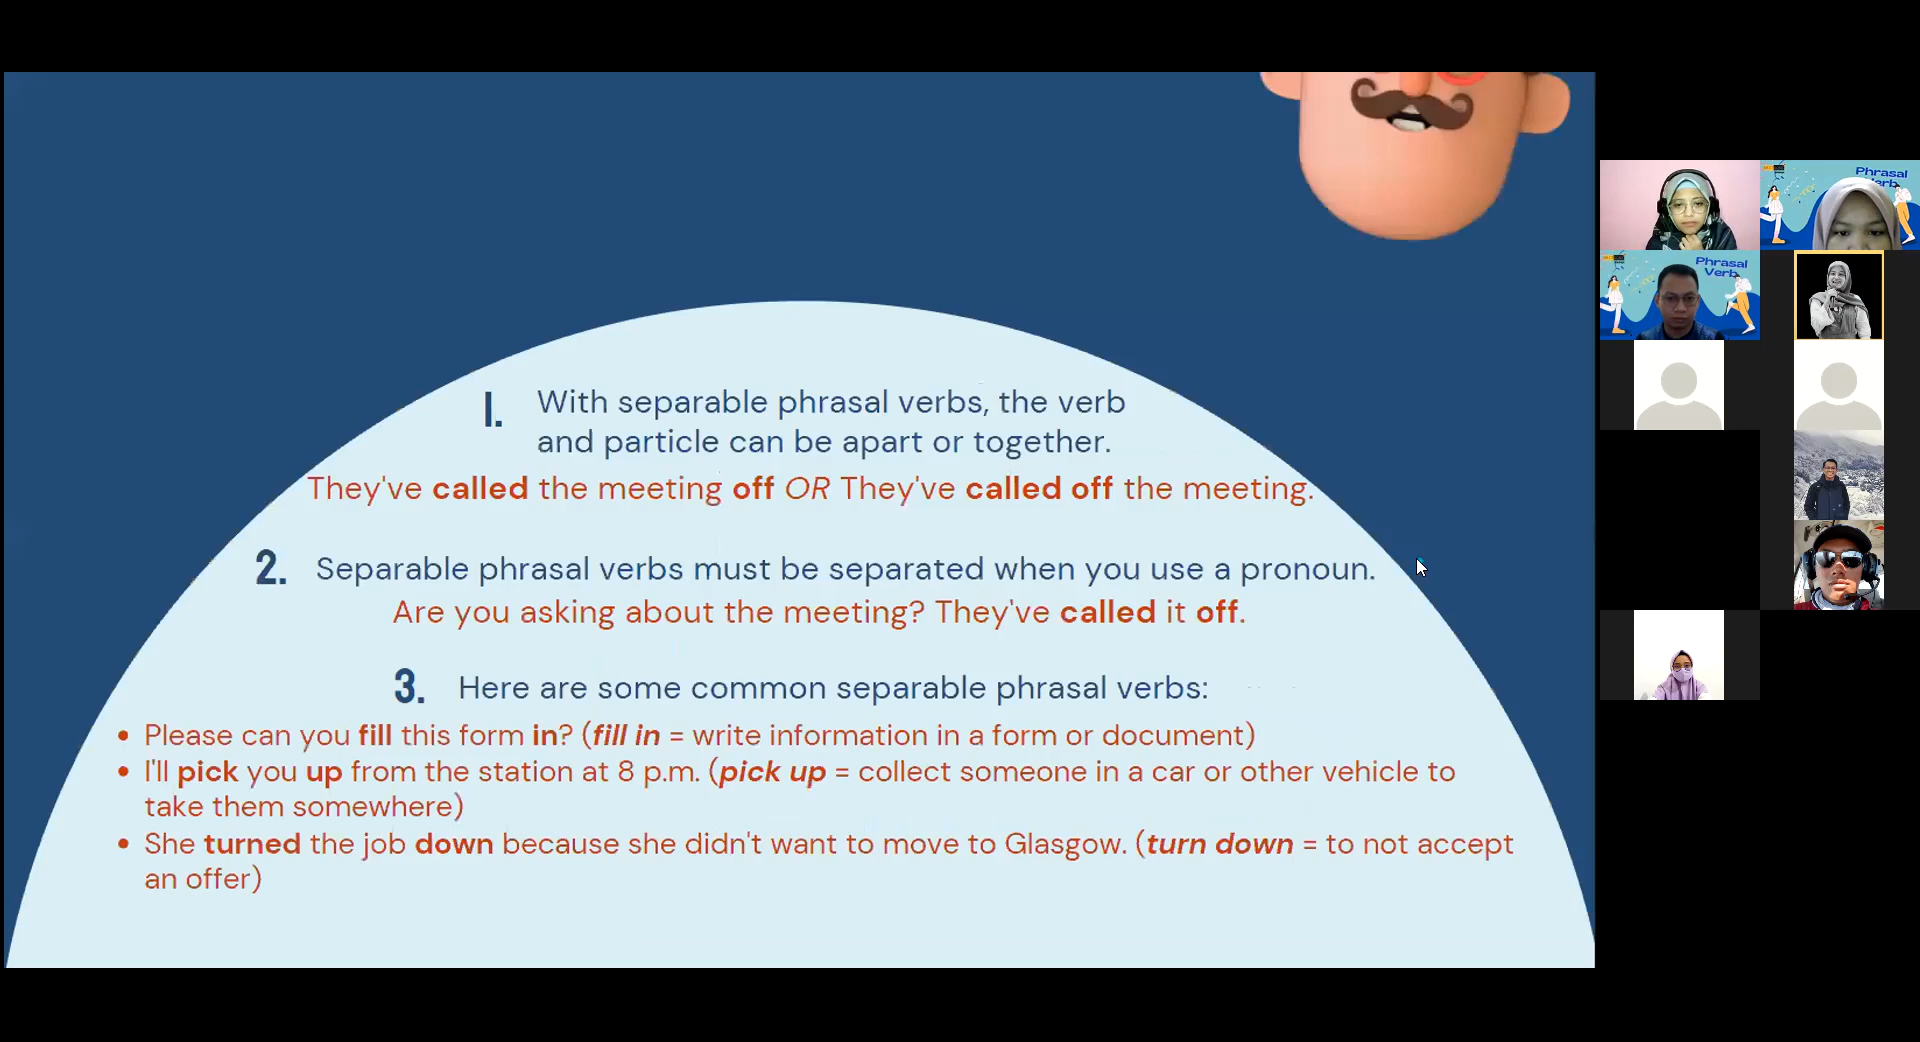 1. With separable phrasal verbs, the verb
and particle can be apart or together.
They've called the meeting off OR They've called off the meeting.
2. Separable phrasal verbs must be separated when you use a pronoun.
Are you asking about the meeting? They've called it off.
3. Here are some common separable phrasal verbs:
• Please can you fill this form in? (fill in = write information in a form or document)
• I'll pick you up from the station at 8 p.m. (pick up = collect someone in a car or other vehicle to
take them somewhere)
• She turned the job down because she didn't want to move to Glasgow. (turn down = to not accept
an offer)
Phrasal
Verb
Phrasal
Verb